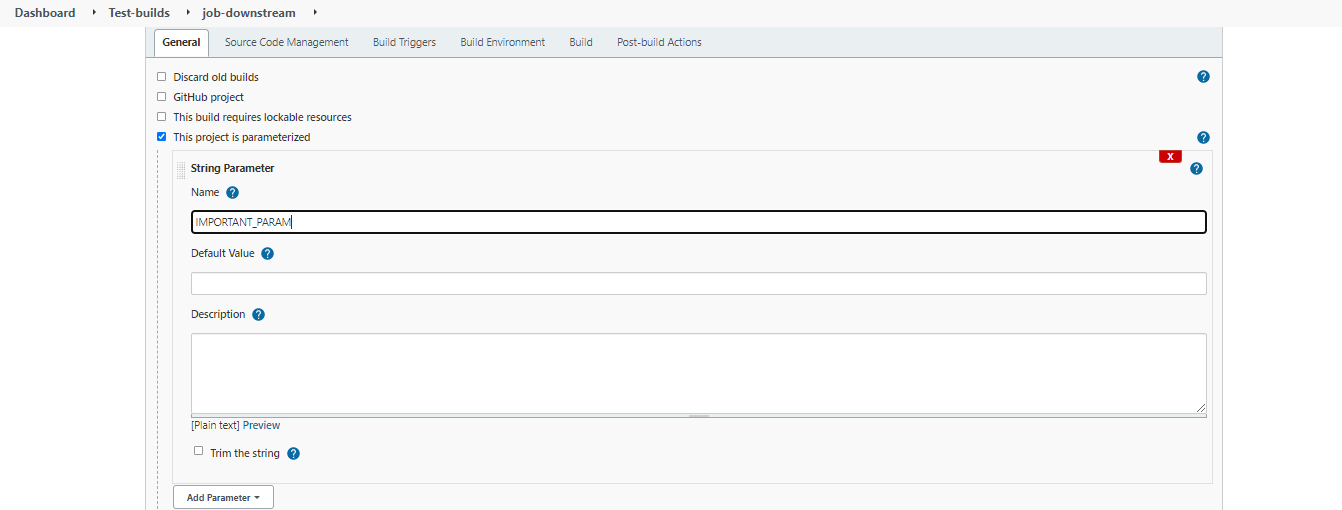 Dashboard Test-builds job-downstream
General Source Code Management Build Triggers Build Environment Build Post-build Actions
Discard old builds ?
GitHub project
This build requires lockable resources
This project is parameterized ?
X
String Parameter ?
Name ?
IMPORTANT_PARAM
Default Value ?
Description ?
[Plain text] Preview
Trim the string ?
Add Parameter